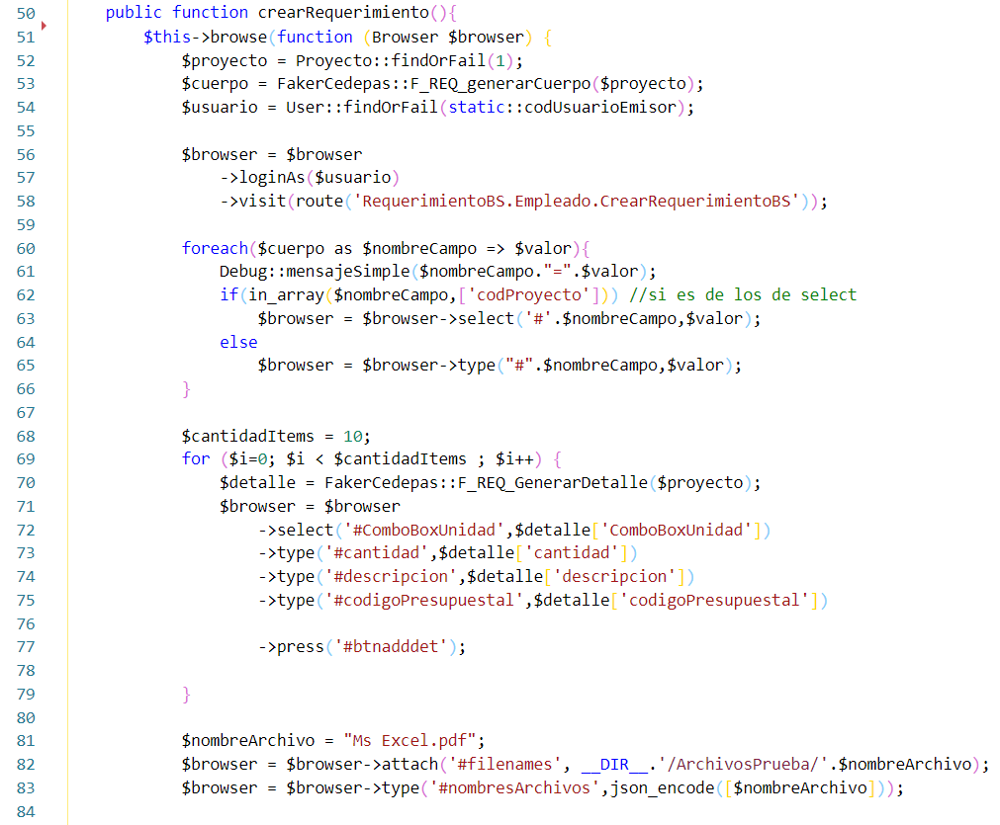 50 public function crearRequerimiento(){
51 $this->browse(function (Browser $browser) {
52 $proyecto = Proyecto::findOrFail(1);
53 $cuerpo = FakerCedepas::F_REQ_generarCuerpo($proyecto);
54 $usuario = User::findOrFail(static::codUsuarioEmisor);
55
56 $browser = $browser
57 ->loginAs($usuario)
58 ->visit(route('RequerimientoBS.Empleado.CrearRequerimientoBS'));
59
60 foreach($cuerpo as $nombreCampo => $valor){
61 Debug::mensajeSimple($nombreCampo."=".$valor);
62 if(in_array($nombreCampo,['codProyecto'])) //si es de los de select
63 $browser = $browser->select('#'.$nombreCampo,$valor);
64 else
65 $browser = $browser->type("#".$nombreCampo,$valor);
66 }
67
68 $cantidadItems = 10;
69 for ($i=0; $i < $cantidadItems ; $i++) {
70 $detalle = FakerCedepas::F_REQ_GenerarDetalle($proyecto);
71 $browser = $browser
72 ->select('#ComboBoxUnidad',$detalle['ComboBoxUnidad'])
73 ->type('#cantidad',$detalle['cantidad'])
74 ->type('#descripcion',$detalle['descripcion'])
75 ->type('#codigoPresupuestal',$detalle['codigoPresupuestal'])
76
77 ->press('#btnadddet');
78
79 }
80
81 $nombreArchivo = "Ms Excel.pdf";
82 $browser = $browser->attach('#filenames', __DIR__.'/ArchivosPrueba/'.$nombreArchivo);
83 $browser = $browser->type('#nombresArchivos',json_encode([$nombreArchivo]));
84